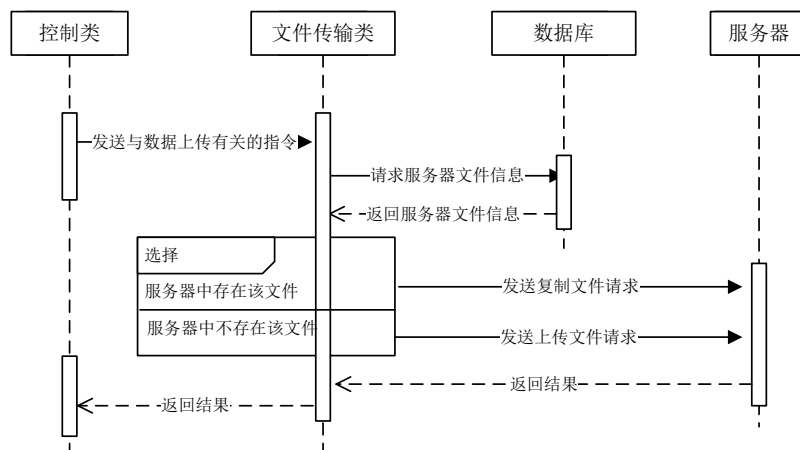 控制类
文件传输类
数据库
服务器
发送与数据上传有关的指令
请求服务器文件信息
返回服务器文件信息
选择
服务器中存在该文件
发送复制文件请求
服务器中不存在该文件
发送上传文件请求
返回结果
返回结果